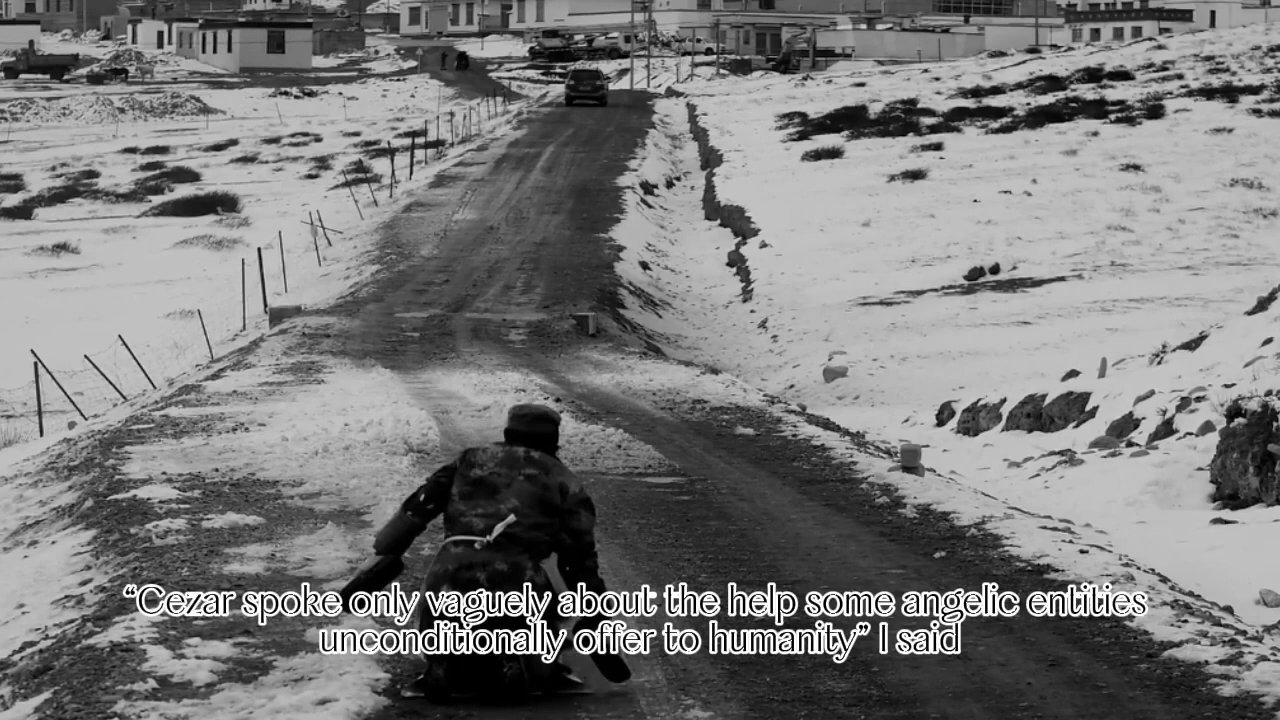 “Cezar spoke only vaguely about the help some angelic entities
unconditionally offer to humanity” I said